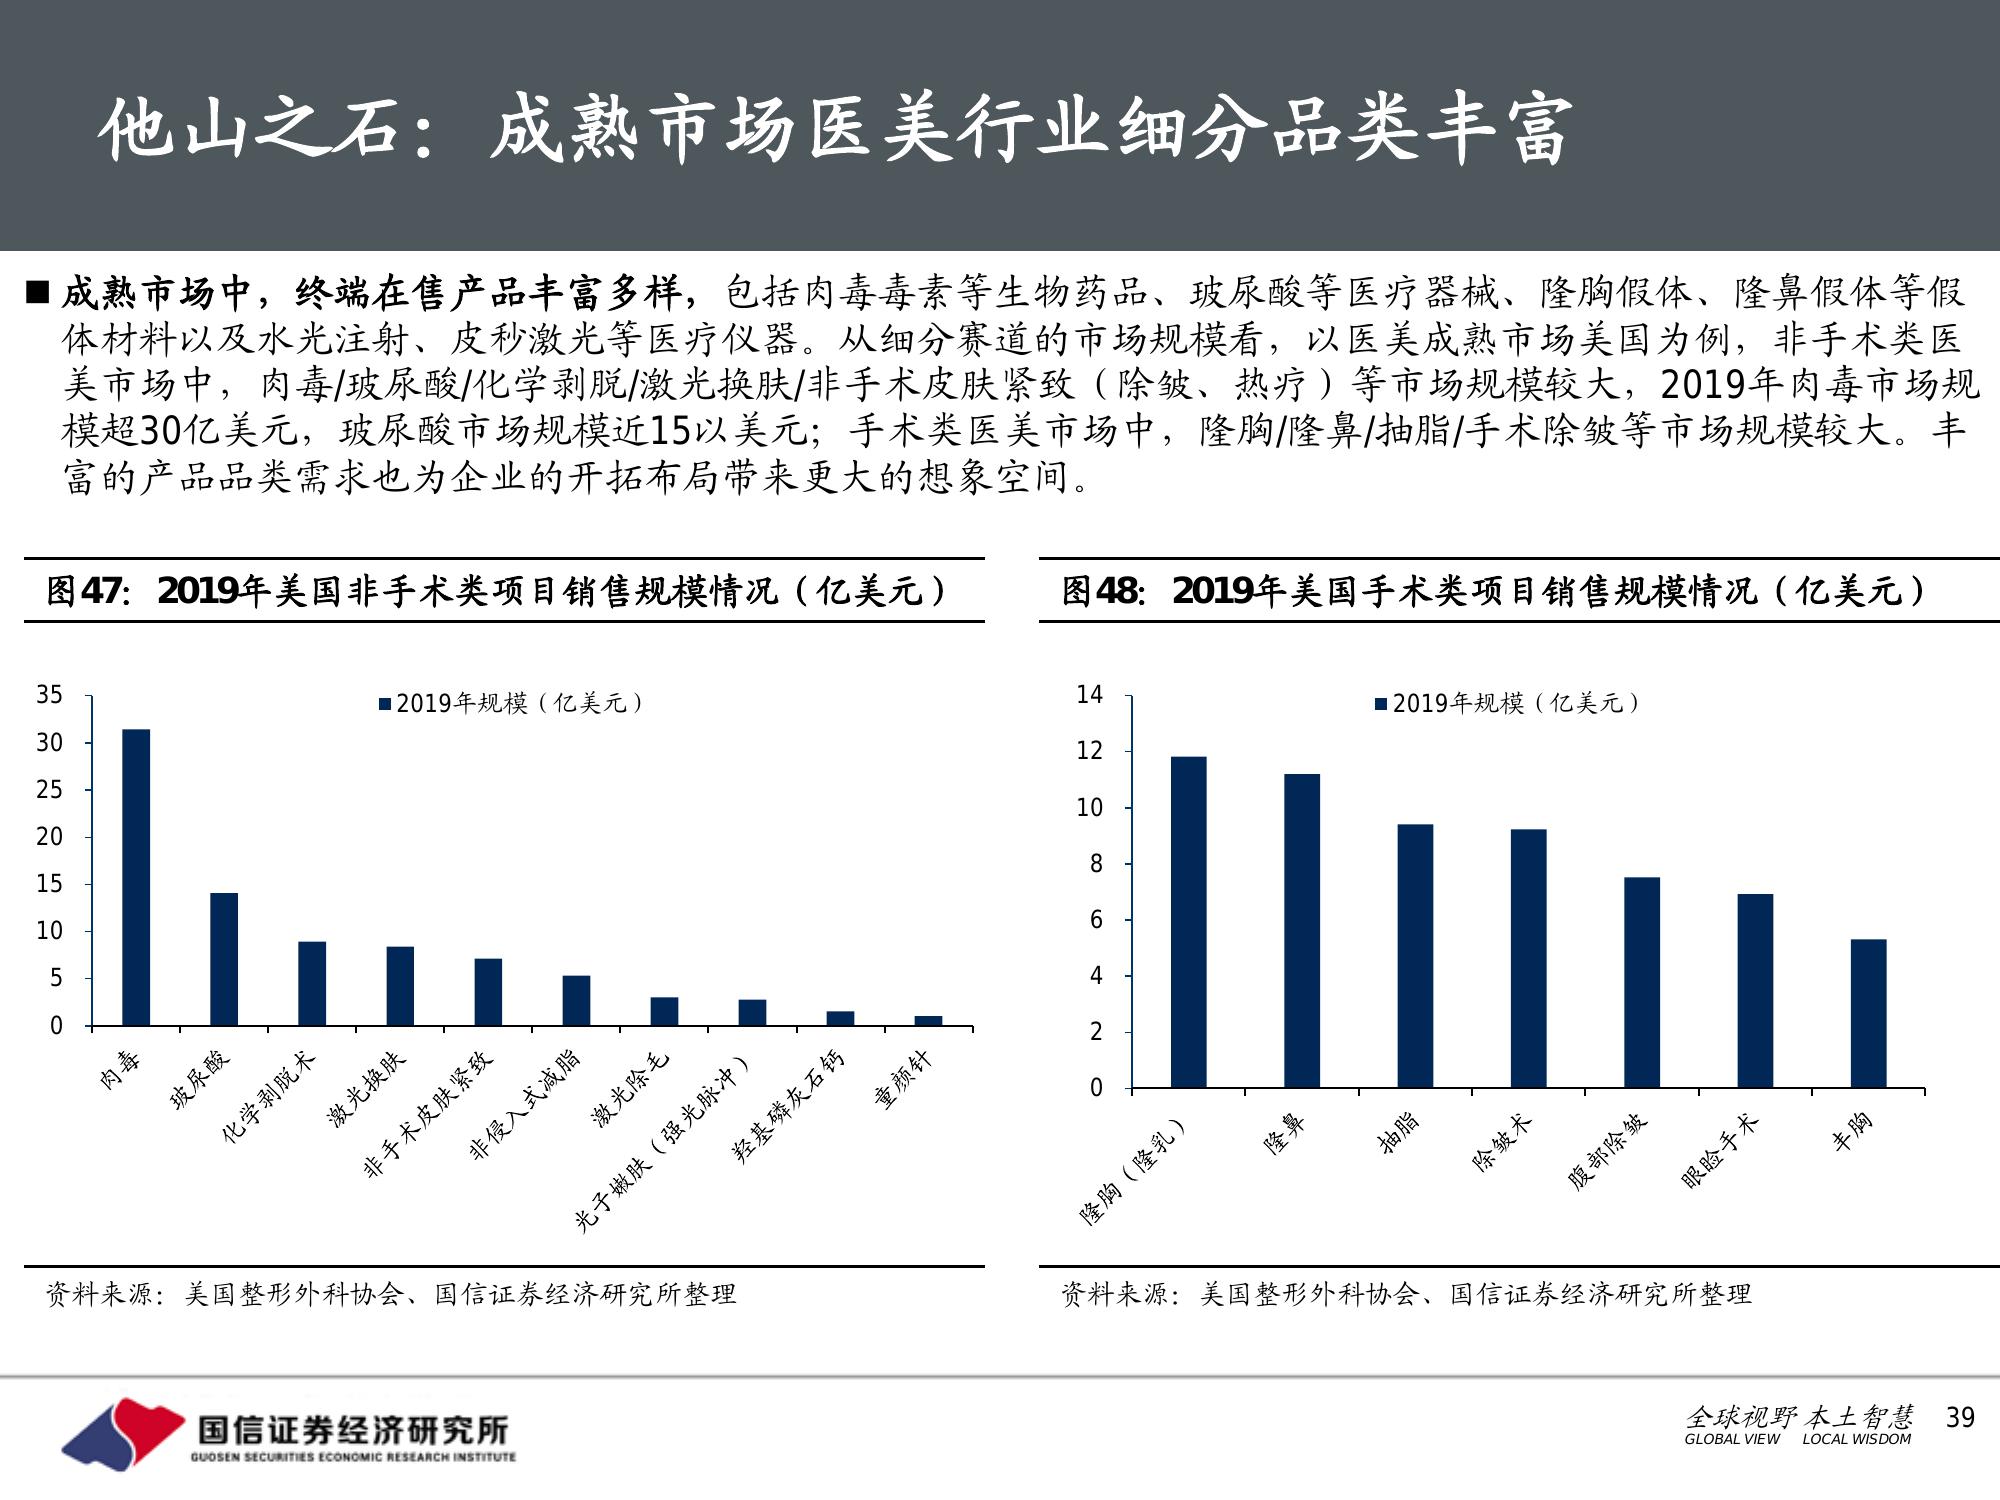 他山之石：成熟市场医美行业细分品类丰富
■ 成熟市场中，终端在售产品丰富多样，包括肉毒毒素等生物药品、玻尿酸等医疗器械、隆胸假体、隆鼻假体等假
体材料以及水光注射、皮秒激光等医疗仪器。从细分赛道的市场规模看，以医美成熟市场美国为例，非手术类医
美市场中，肉毒/玻尿酸/化学剥脱/激光换肤/非手术皮肤紧致（除皱、热疗）等市场规模较大，2019年肉毒市场规
模超30亿美元，玻尿酸市场规模近15以美元；手术类医美市场中，隆胸/隆鼻/抽脂/手术除皱等市场规模较大。丰
富的产品品类需求也为企业的开拓布局带来更大的想象空间。
图47：2019年美国非手术类项目销售规模情况（亿美元）
2019年规模（亿美元）
35
30
25
20
15
10
5
0
肉毒
玻尿酸
化学剥脱术
激光换肤
非手术皮肤紧致
非侵入式减脂
激光除毛
光子嫩肤（强光脉冲）
羟基磷灰石钙
童颜针
资料来源：美国整形外科协会、国信证券经济研究所整理
图48：2019年美国手术类项目销售规模情况（亿美元）
2019年规模（亿美元）
14
12
10
8
6
4
2
0
隆胸（隆乳）
隆鼻
抽脂
除皱术
腹部除皱
眼睑手术
丰胸
资料来源：美国整形外科协会、国信证券经济研究所整理
国信证券经济研究所
GUOSEN SECURITIES ECONOMIC RESEARCH INSTITUTE
全球视野 本土智慧
GLOBAL VIEW LOCAL WISDOM
39